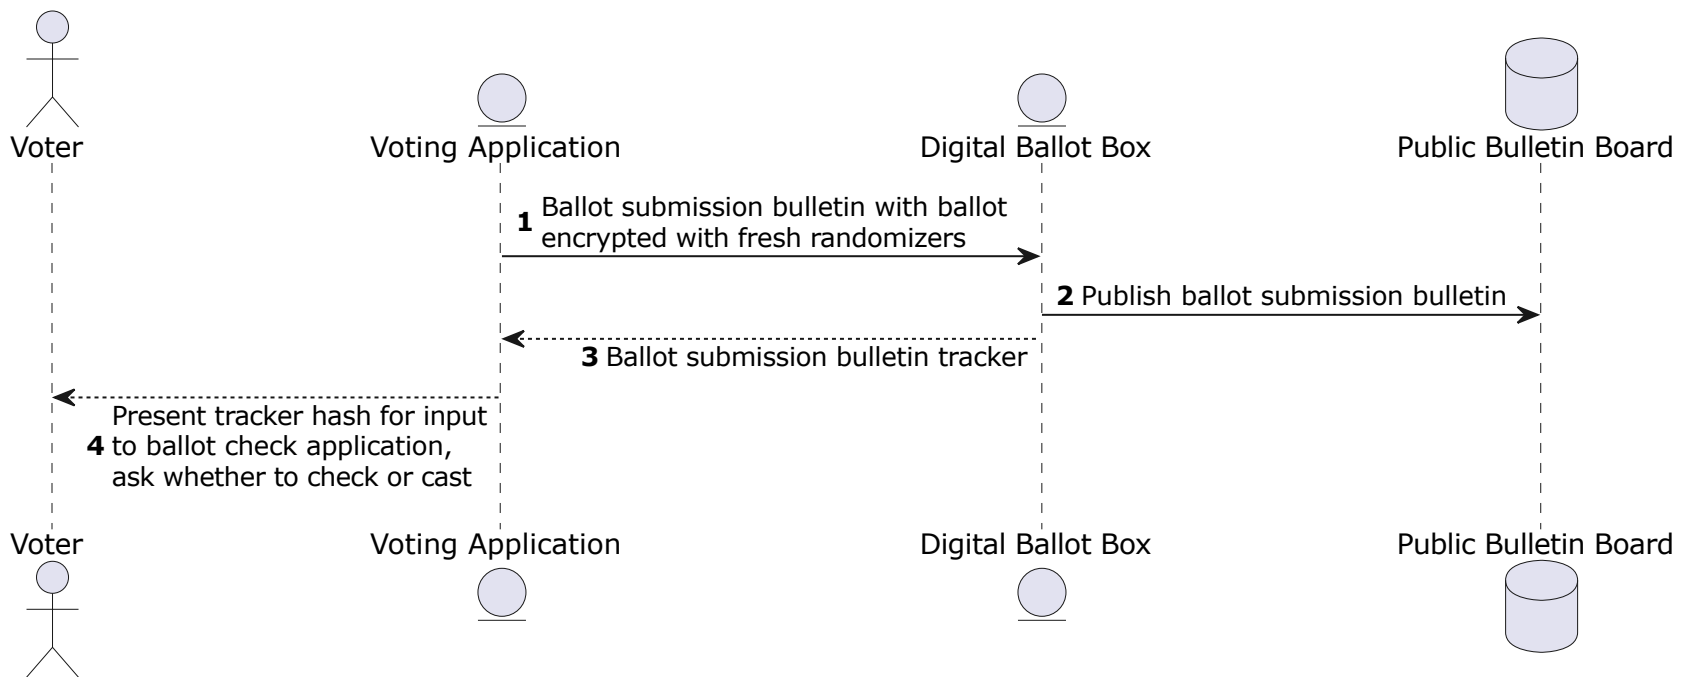 Voter
Voting Application
Digital Ballot Box
Public Bulletin Board
1 Ballot submission bulletin with ballot
encrypted with fresh randomizers
2 Publish ballot submission bulletin
3 Ballot submission bulletin tracker
Present tracker hash for input
4 to ballot check application,
ask whether to check or cast
Voter
Voting Application
Digital Ballot Box
Public Bulletin Board